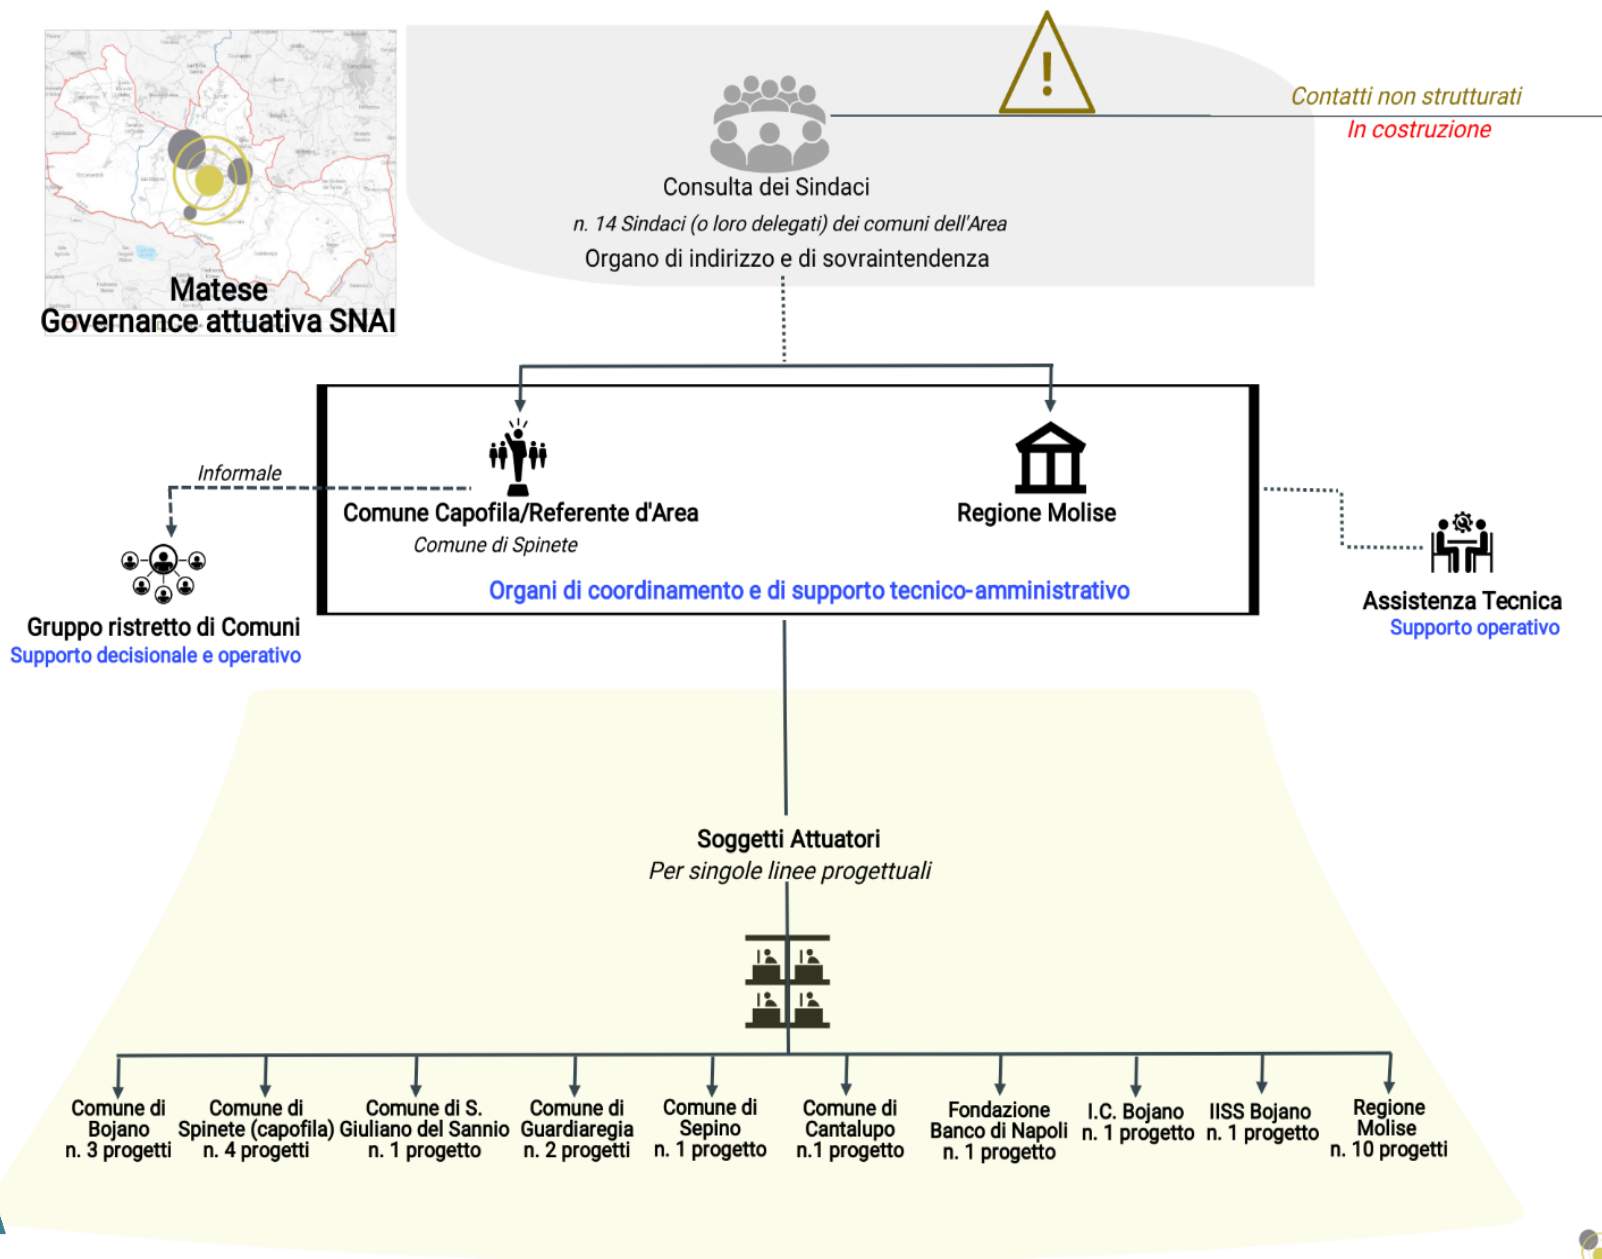 Contatti non strutturati
In costruzione
Consulta dei Sindaci
n. 14 Sindaci (o loro delegati) dei comuni dell'Area
Organo di indirizzo e di sovraintendenza
Matese
Governance attuativa SNAI
Informale
Comune Capofila/Referente d'Area
Comune di Spinete
Regione Molise
Organi di coordinamento e di supporto tecnico-amministrativo
Gruppo ristretto di Comuni
Supporto decisionale e operativo
Assistenza Tecnica
Supporto operativo
Soggetti Attuatori
Per singole linee progettuali
Comune di
Bojano
n. 3 progetti
Comune di
Spinete (capofila)
n. 4 progetti
Comune di S.
Giuliano del Sannio
n. 1 progetto
Comune di
Guardiaregia
n. 2 progetti
Comune di
Sepino
n. 1 progetto
Comune di
Cantalupo
n.1 progetto
Fondazione
Banco di Napoli
n. 1 progetto
I.C. Bojano
n. 1 progetto
IISS Bojano
n. 1 progetto
Regione
Molise
n. 10 progetti